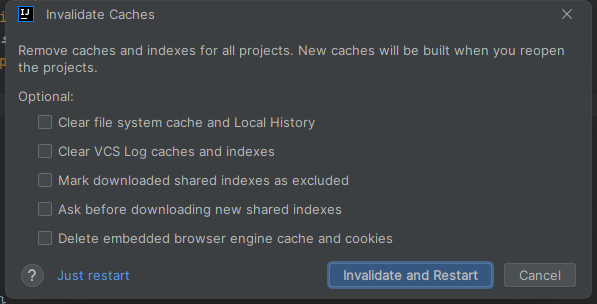 IJ
Invalidate Caches
Remove caches and indexes for all projects. New caches will be built when you reopen
the projects.
Optional:
Clear file system cache and Local History
Clear VCS Log caches and indexes
Mark downloaded shared indexes as excluded
Ask before downloading new shared indexes
Delete embedded browser engine cache and cookies
? Just restart Invalidate and Restart Cancel
}